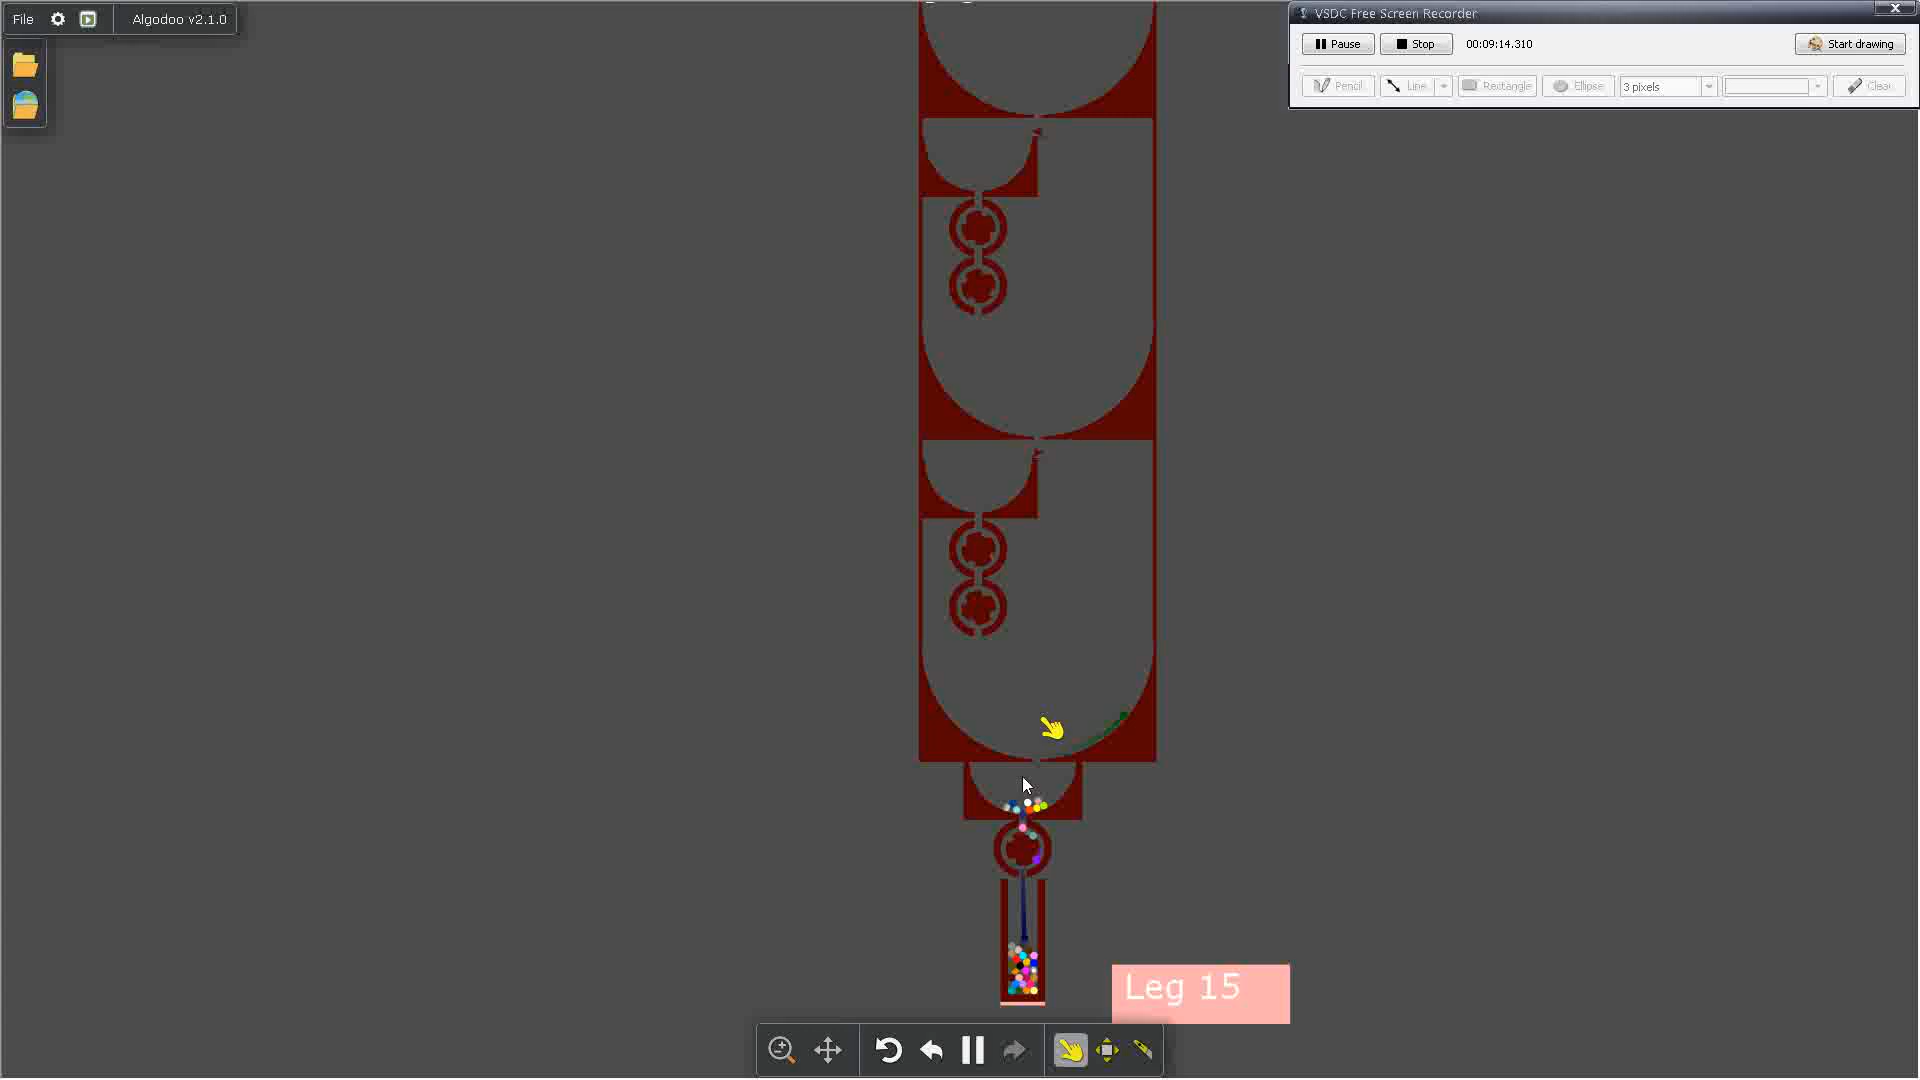 File
Algodoo v2.1.0
VSDC Free Screen Recorder
Pause
Stop
00:09:14.310
Start drawing
Pencil
Line
Rectangle
Ellipse
3 pixels
Clear
Leg 15